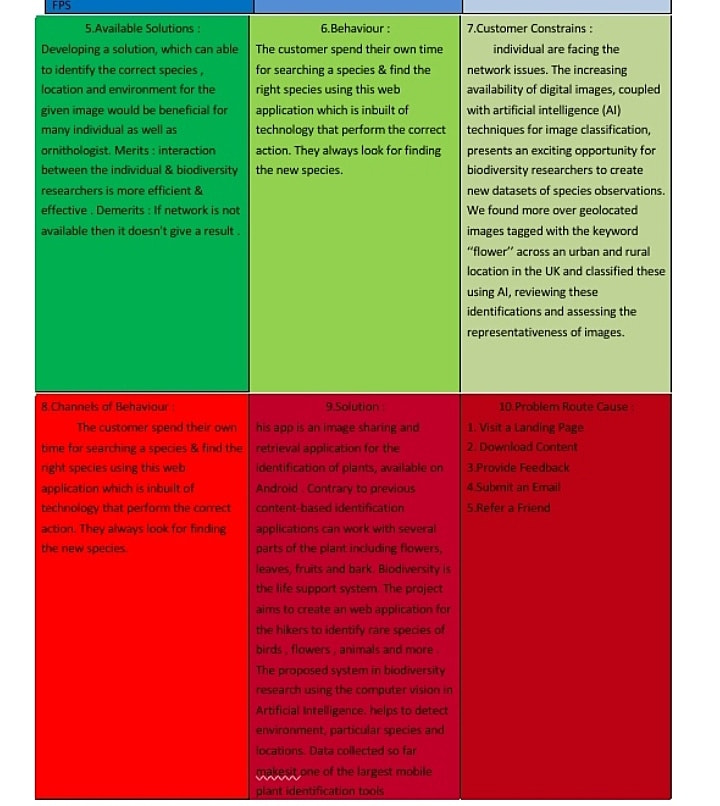 FPS
5.Available Solutions :
Developing a solution, which can able
to identify the correct species ,
location and environment for the
given image would be beneficial for
many individual as well as
ornithologist. Merits : interaction
between the individual & biodiversity
researchers is more efficient &
effective . Demerits : If network is not
available then it doesn't give a result .
6.Behaviour :
The customer spend their own time
for searching a species & find the
right species using this web
application which is inbuilt of
technology that perform the correct
action. They always look for finding
the new species.
7.Customer Constrains :
individual are facing the
network issues. The increasing
availability of digital images, coupled
with artificial intelligence (AI)
techniques for image classification,
presents an exciting opportunity for
biodiversity researchers to create
new datasets of species observations.
We found more over geolocated
images tagged with the keyword
“flower’’ across an urban and rural
location in the UK and classified these
using AI, reviewing these
identifications and assessing the
representativeness of images.
8.Channels of Behaviour :
The customer spend their own
time for searching a species & find the
right species using this web
application which is inbuilt of
technology that perform the correct
action. They always look for finding
the new species.
9.Solution :
his app is an image sharing and
retrieval application for the
identification of plants, available on
Android . Contrary to previous
content-based identification
applications can work with several
parts of the plant including flowers,
leaves, fruits and bark. Biodiversity is
the life support system. The project
aims to create an web application for
the hikers to identify rare species of
birds , flowers , animals and more .
The proposed system in biodiversity
research using the computer vision in
Artificial Intelligence. helps to detect
environment, particular species and
locations. Data collected so far
makesit one of the largest mobile
plant identification tools
10.Problem Route Cause :
1. Visit a Landing Page
2. Download Content
3.Provide Feedback
4.Submit an Email
5.Refer a Friend